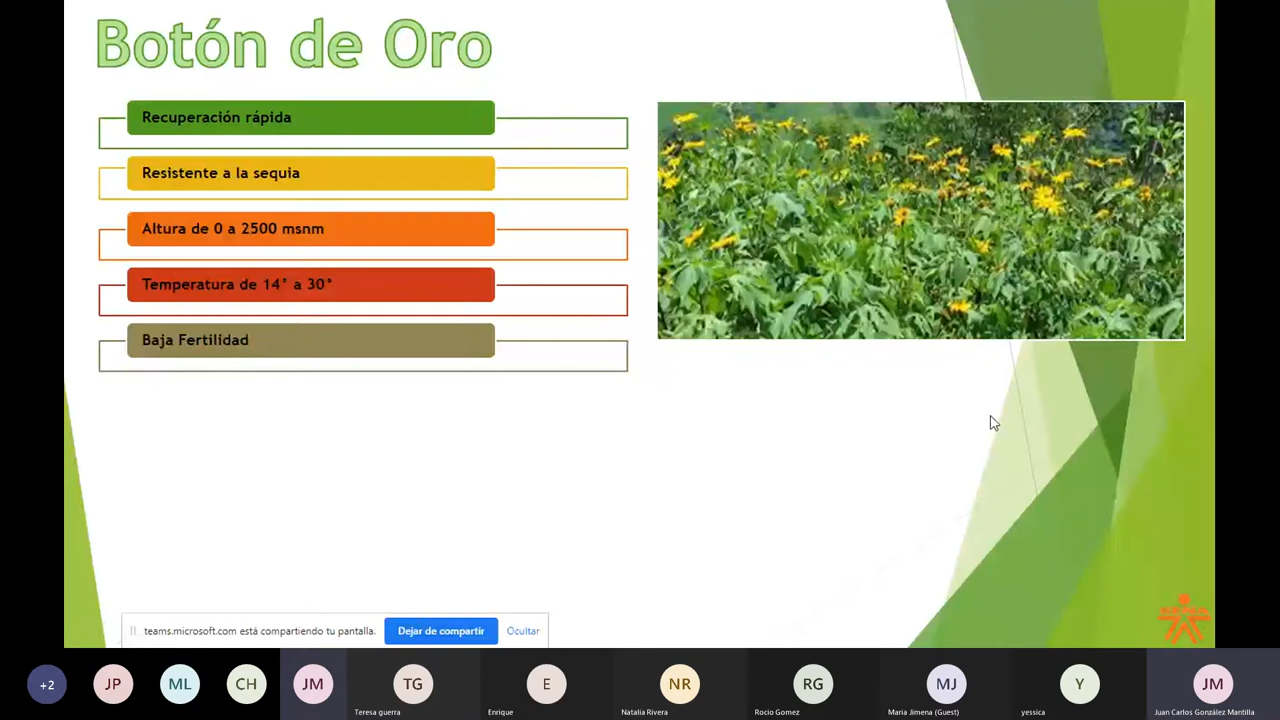 Botón de Oro
Recuperación rápida
Resistente a la sequia
Altura de 0 a 2500 msnm
Temperatura de 14° a 30°
Baja Fertilidad
teams.microsoft.com está compartiendo tu pantalla.
Dejar de compartir
Ocultar
+2
JP
ML
CH
JM
TG
Teresa guerra
E
Enrique
NR
Natalia Rivera
RG
Rocio Gomez
MJ
Maria Jimena (Guest)
Y
yessica
JM
Juan Carlos González Mantilla